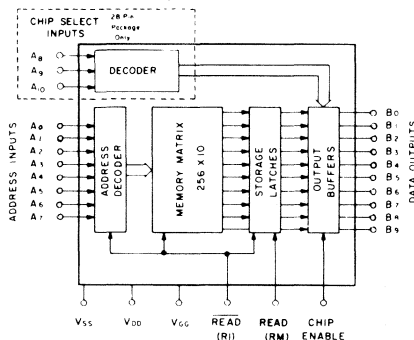 CHIP SELECT
INPUTS
28 Pin
Package
Only
A8
A9
A10
DECODER
ADDRESS INPUTS
A0
A1
A2
A3
A4
A5
A6
A7
ADDRESS
DECODER
MEMORY MATRIX
256 X 10
STORAGE
LATCHES
OUTPUT
BUFFERS
B0
B1
B2
B3
B4
B5
B6
B7
B8
B9
DATA OUTPUTS
VSS
VDD
VGG
READ
(RI)
READ
(RM)
CHIP
ENABLE